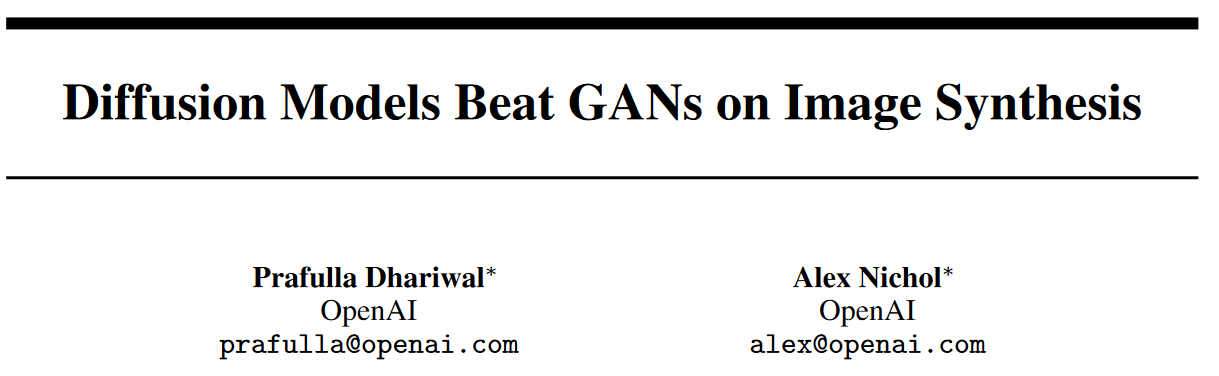 Diffusion Models Beat GANs on Image Synthesis
Prafulla Dhariwal* Alex Nichol*
OpenAI OpenAI
prafulla@openai.com alex@openai.com